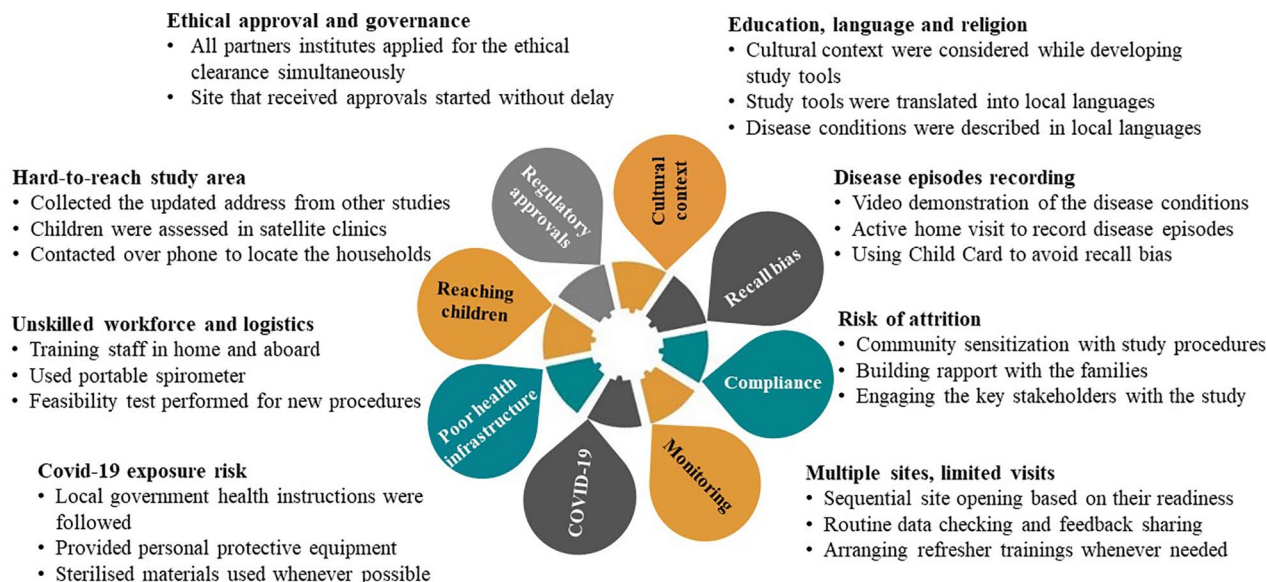 Ethical approval and governance
• All partners institutes applied for the ethical
clearance simultaneously
• Site that received approvals started without delay
Education, language and religion
• Cultural context were considered while developing
study tools
• Study tools were translated into local languages
• Disease conditions were described in local languages
Hard-to-reach study area
• Collected the updated address from other studies
• Children were assessed in satellite clinics
• Contacted over phone to locate the households
Disease episodes recording
• Video demonstration of the disease conditions
• Active home visit to record disease episodes
• Using Child Card to avoid recall bias
Unskilled workforce and logistics
• Training staff in home and aboard
• Used portable spirometer
• Feasibility test performed for new procedures
Risk of attrition
• Community sensitization with study procedures
• Building rapport with the families
• Engaging the key stakeholders with the study
Covid-19 exposure risk
• Local government health instructions were
followed
• Provided personal protective equipment
• Sterilised materials used whenever possible
Multiple sites, limited visits
• Sequential site opening based on their readiness
• Routine data checking and feedback sharing
• Arranging refresher trainings whenever needed
Regulatory
approvals
Cultural
context
Recall bias
Compliance
Monitoring
COVID-19
Poor health
infrastructure
Reaching
children